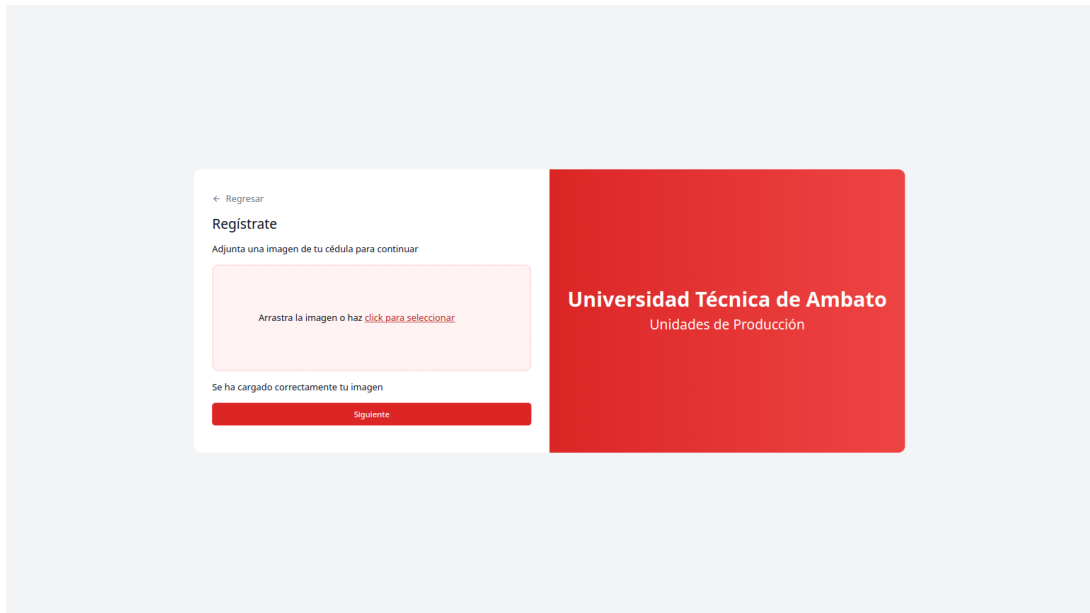 Regresar
Regístrate
Adjunta una imagen de tu cédula para continuar
Arrastra la imagen o haz click para seleccionar
Se ha cargado correctamente tu imagen
Siguiente
Universidad Técnica de Ambato
Unidades de Producción